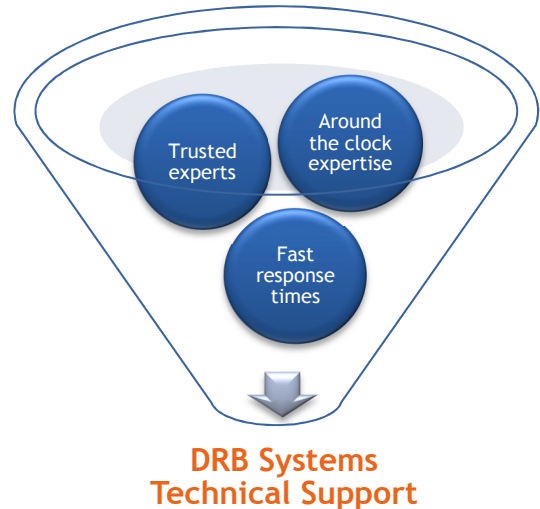 Trusted
experts
Around
the clock
expertise
Fast
response
times
DRB Systems
Technical Support